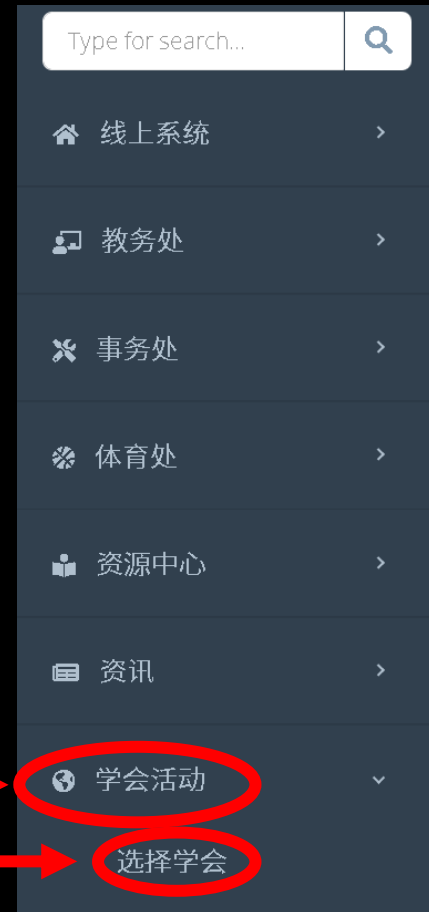 Type for search...
线上系统
教务处
事务处
体育处
资源中心
资讯
学会活动
选择学会